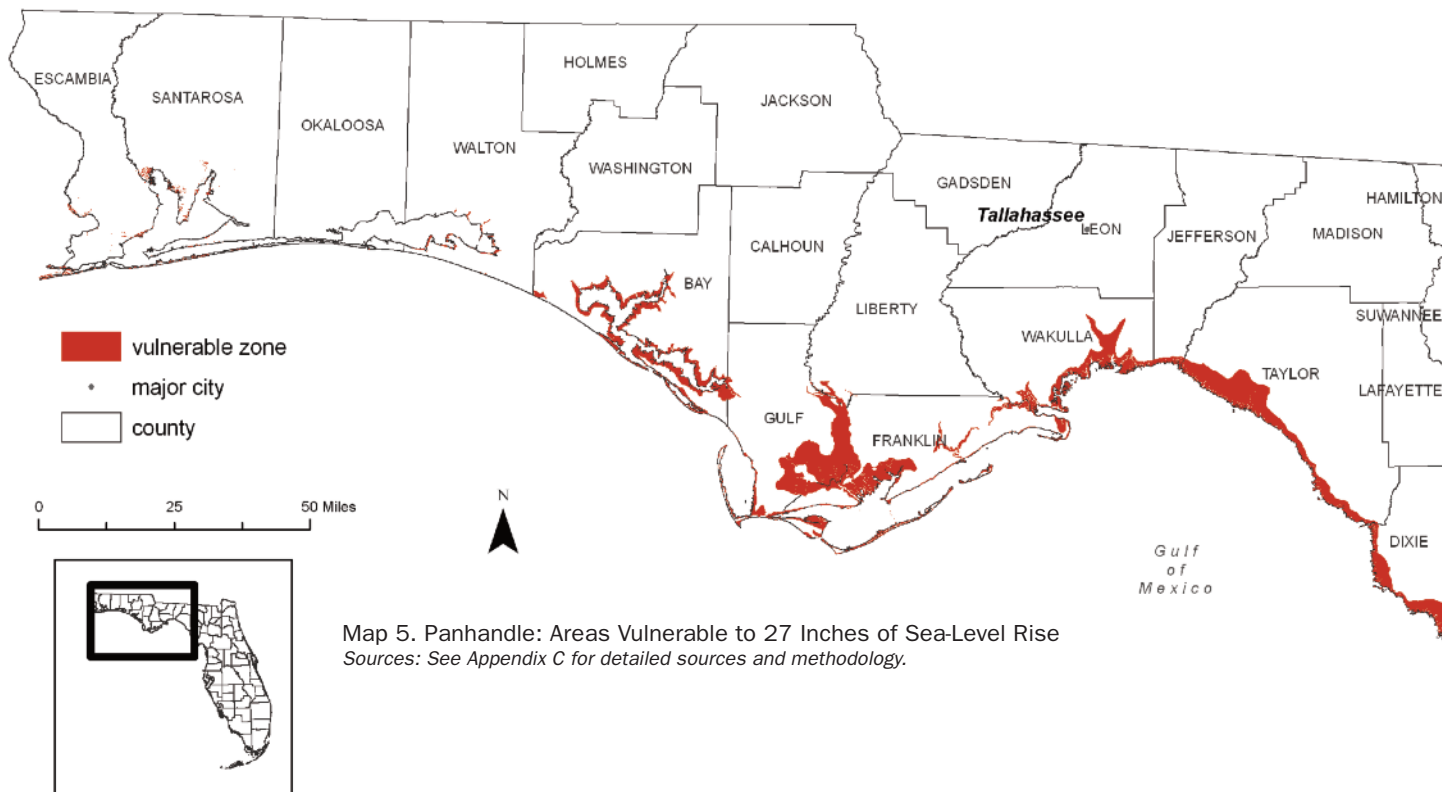 ESCAMBIA
SANTAROSA
OKALOOSA
WALTON
HOLMES
WASHINGTON
JACKSON
BAY
CALHOUN
GULF
LIBERTY
FRANKLIN
GADSDEN
Tallahassee
LEON
WAKULLA
JEFFERSON
MADISON
HAMILTON
SUWANNEE
TAYLOR
LAFAYETTE
DIXIE
Gulf
of
Mexico
vulnerable zone
major city
county
0 25 50 Miles
N
Map 5. Panhandle: Areas Vulnerable to 27 Inches of Sea-Level Rise
Sources: See Appendix C for detailed sources and methodology.